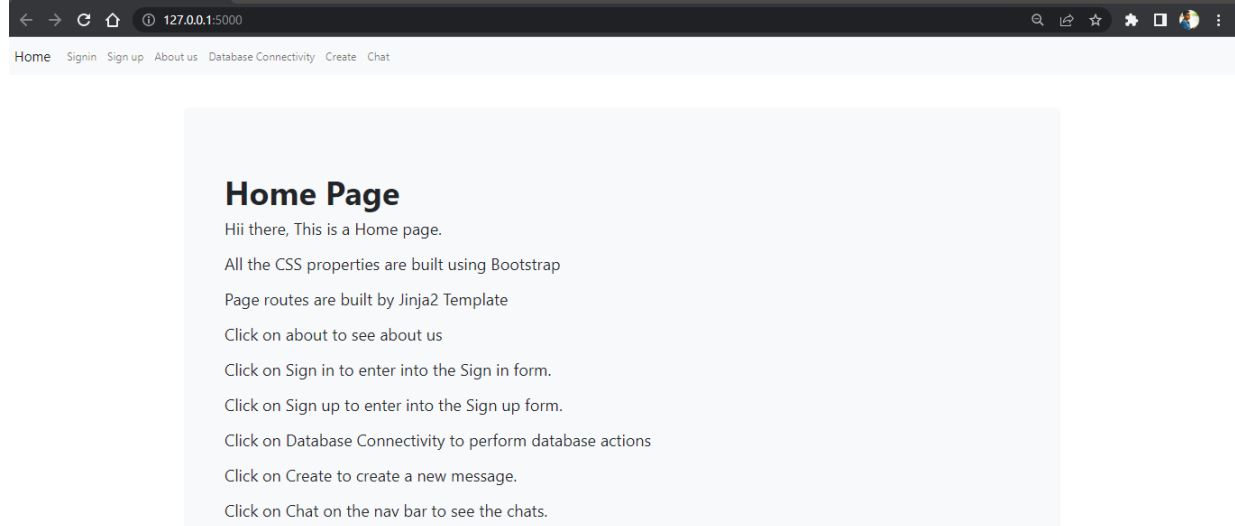 127.0.0.1:5000
Home Signin Sign up About us Database Connectivity Create Chat
Home Page
Hii there, This is a Home page.
All the CSS properties are built using Bootstrap
Page routes are built by Jinja2 Template
Click on about to see about us
Click on Sign in to enter into the Sign in form.
Click on Sign up to enter into the Sign up form.
Click on Database Connectivity to perform database actions
Click on Create to create a new message.
Click on Chat on the nav bar to see the chats.